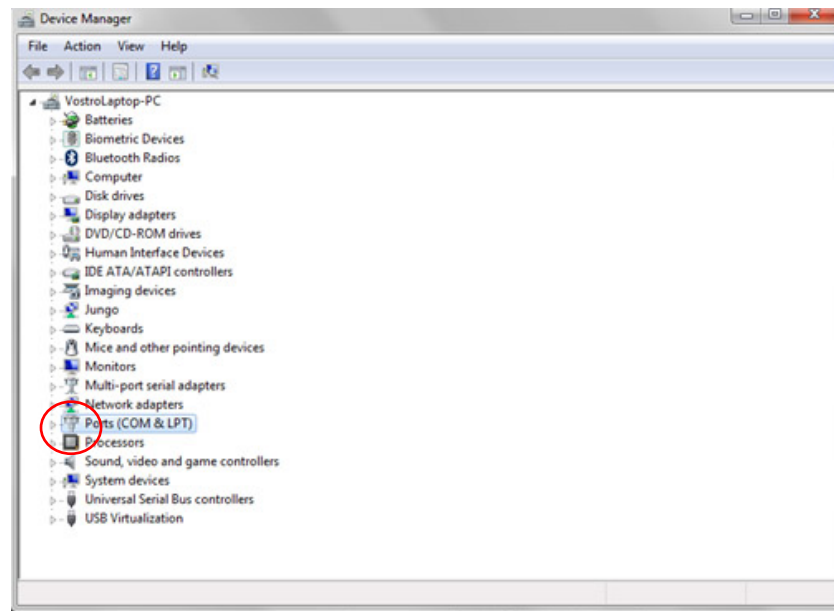 Device Manager
File Action View Help
VostroLaptop-PC
Batteries
Biometric Devices
Bluetooth Radios
Computer
Disk drives
Display adapters
DVD/CD-ROM drives
Human Interface Devices
IDE ATA/ATAPI controllers
Imaging devices
Jungo
Keyboards
Mice and other pointing devices
Monitors
Multi-port serial adapters
Network adapters
Ports (COM & LPT)
Processors
Sound, video and game controllers
System devices
Universal Serial Bus controllers
USB Virtualization